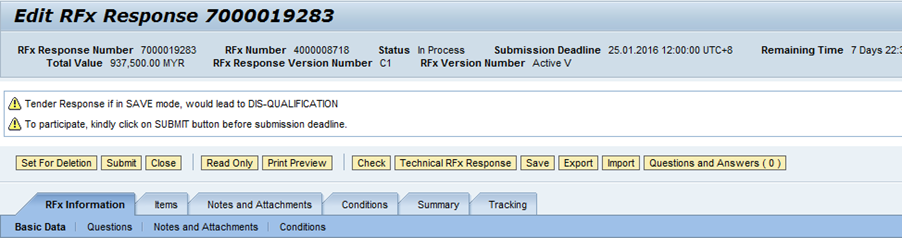 Edit RFx Response 7000019283
RFx Response Number 7000019283 RFx Number 4000008718 Status In Process Submission Deadline 25.01.2016 12:00:00 UTC+8 Remaining Time 7 Days
Total Value 937,500.00 MYR RFx Response Version Number C1 RFx Version Number Active V
Tender Response if in SAVE mode, would lead to DIS-QUALIFICATION
To participate, kindly click on SUBMIT button before submission deadline.
Set For Deletion Submit Close Read Only Print Preview Check Technical RFx Response Save Export Import Questions and Answers ( 0 )
RFx Information Items Notes and Attachments Conditions Summary Tracking
Basic Data Questions Notes and Attachments Conditions